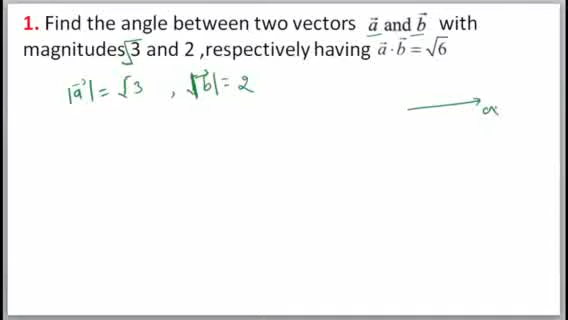 1. Find the angle between two vectors a⃗ and b⃗ with
magnitudes √3 and 2 ,respectively having a⃗ · b⃗ = √6
|a⃗| = √3 , |b⃗| = 2
a